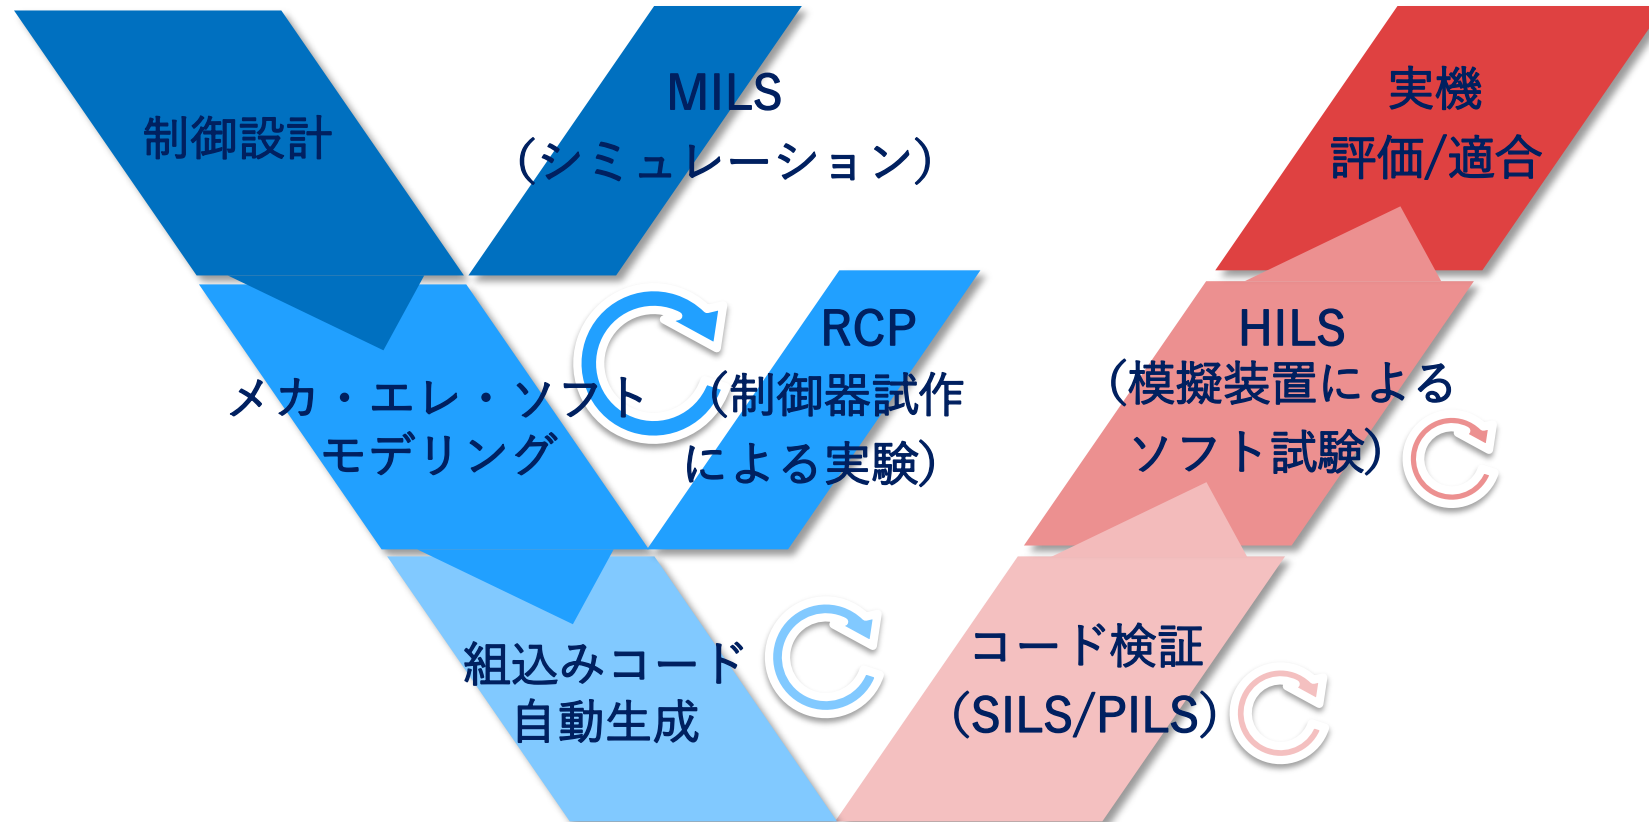 制御設計
MILS
（シミュレーション）
メカ・エレ・ソフト
モデリング
RCP
（制御器試作
による実験）
組込みコード
自動生成
コード検証
（SILS/PILS）
HILS
（模擬装置による
ソフト試験）
実機
評価/適合